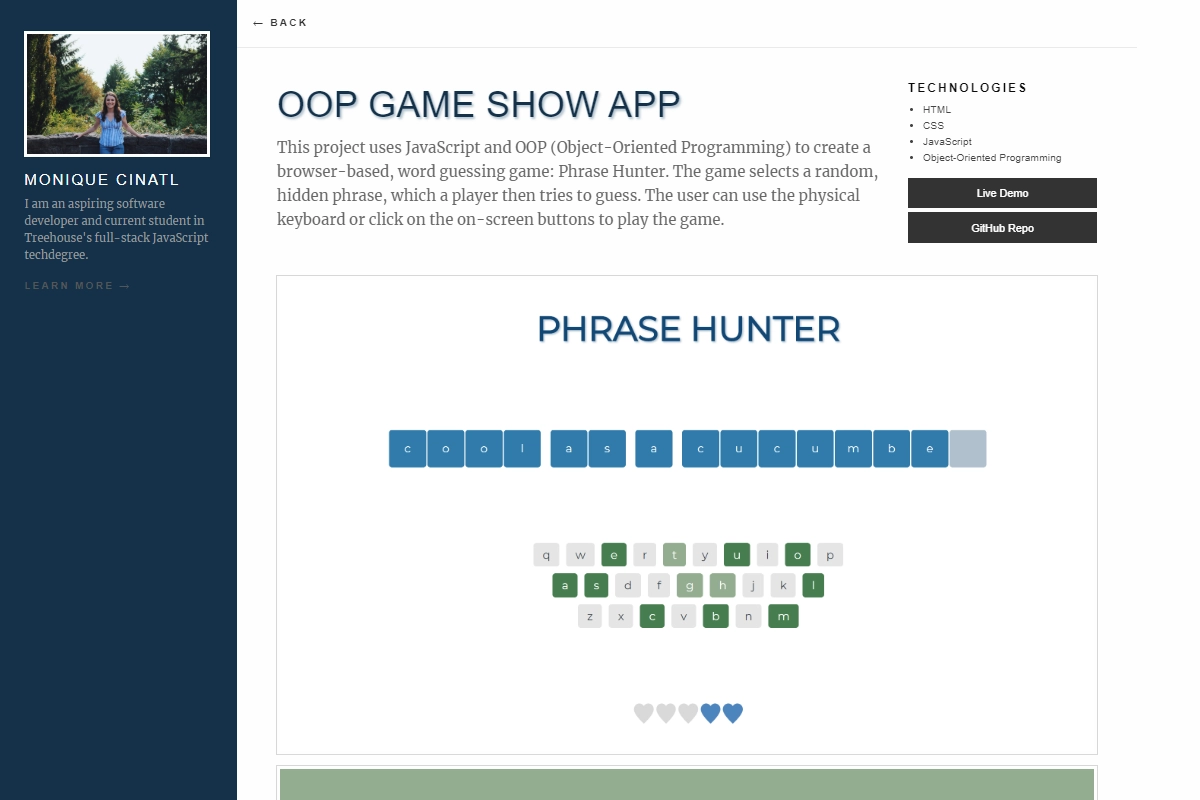 ← BACK
MONIQUE CINATL
I am an aspiring software
developer and current student in
Treehouse's full-stack JavaScript
techdegree.
LEARN MORE →
OOP GAME SHOW APP
This project uses JavaScript and OOP (Object-Oriented Programming) to create a
browser-based, word guessing game: Phrase Hunter. The game selects a random,
hidden phrase, which a player then tries to guess. The user can use the physical
keyboard or click on the on-screen buttons to play the game.
TECHNOLOGIES
HTML
CSS
JavaScript
Object-Oriented Programming
Live Demo
GitHub Repo
PHRASE HUNTER
c o o l a s a c u c u m b e
q w e r t y u i o p
a s d f g h j k l
z x c v b n m